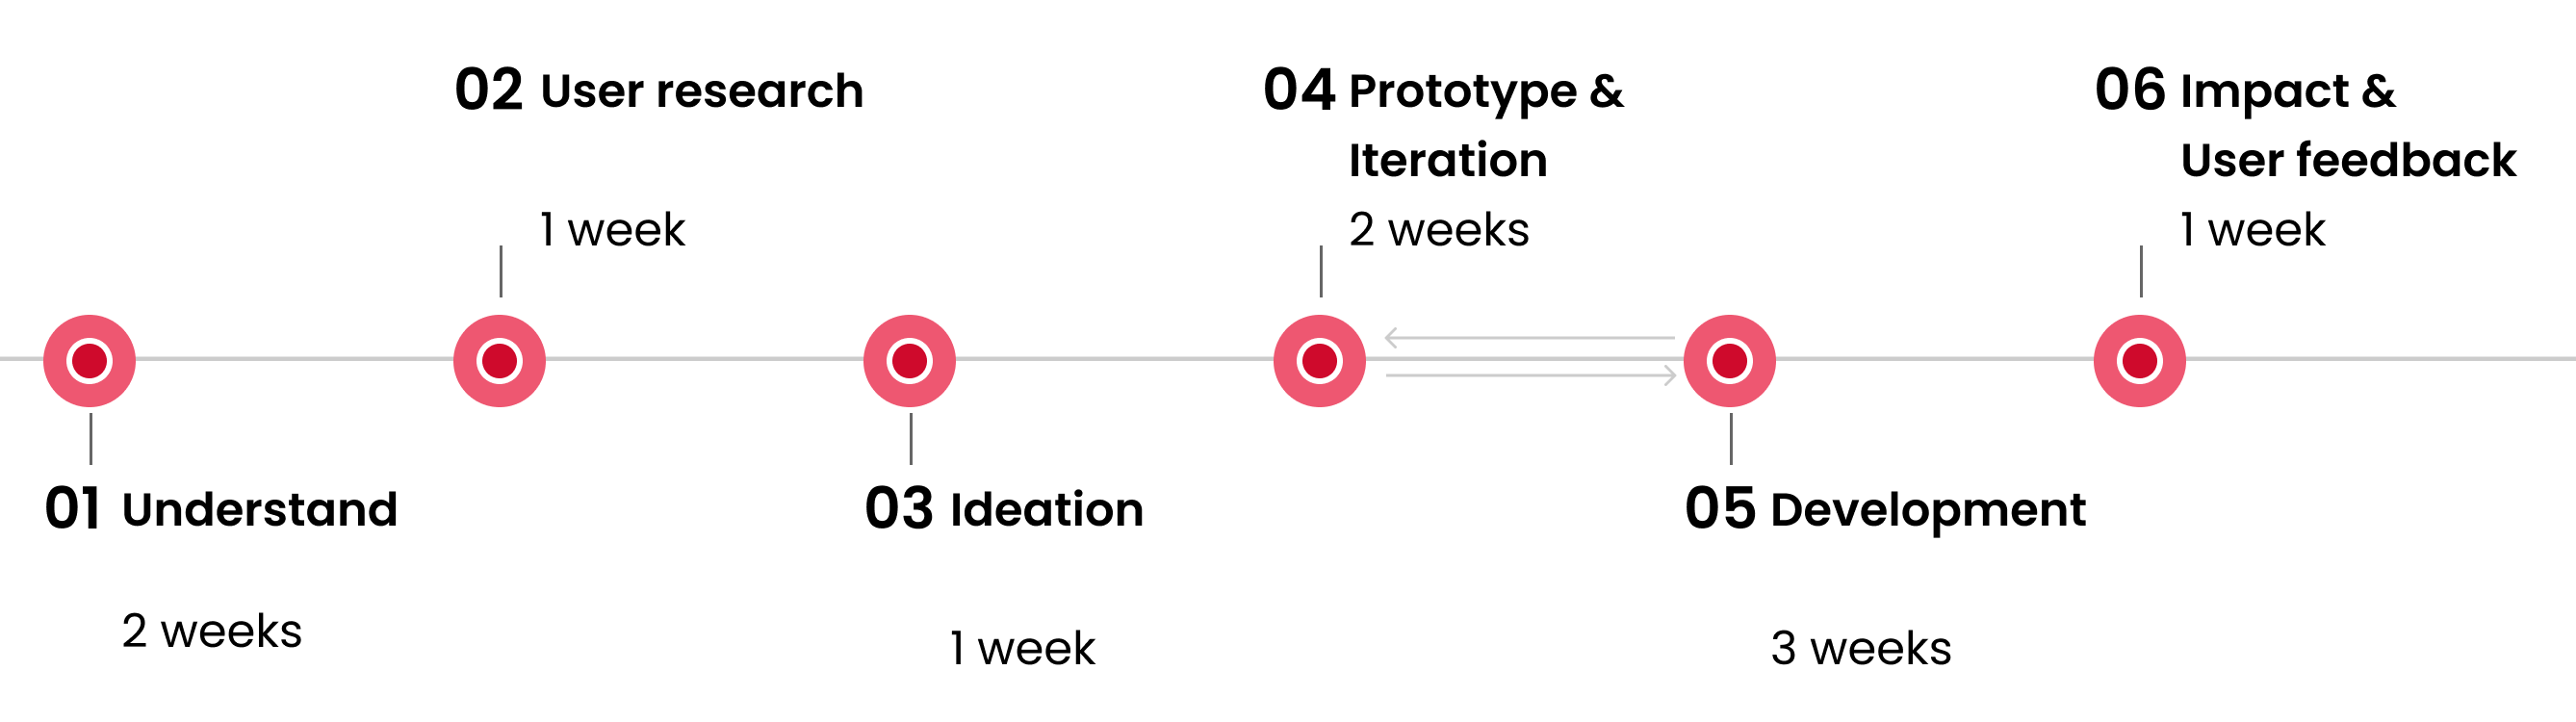 02 User research
1 week
04 Prototype &
Iteration
2 weeks
06 Impact &
User feedback
1 week
01 Understand
2 weeks
03 Ideation
1 week
05 Development
3 weeks